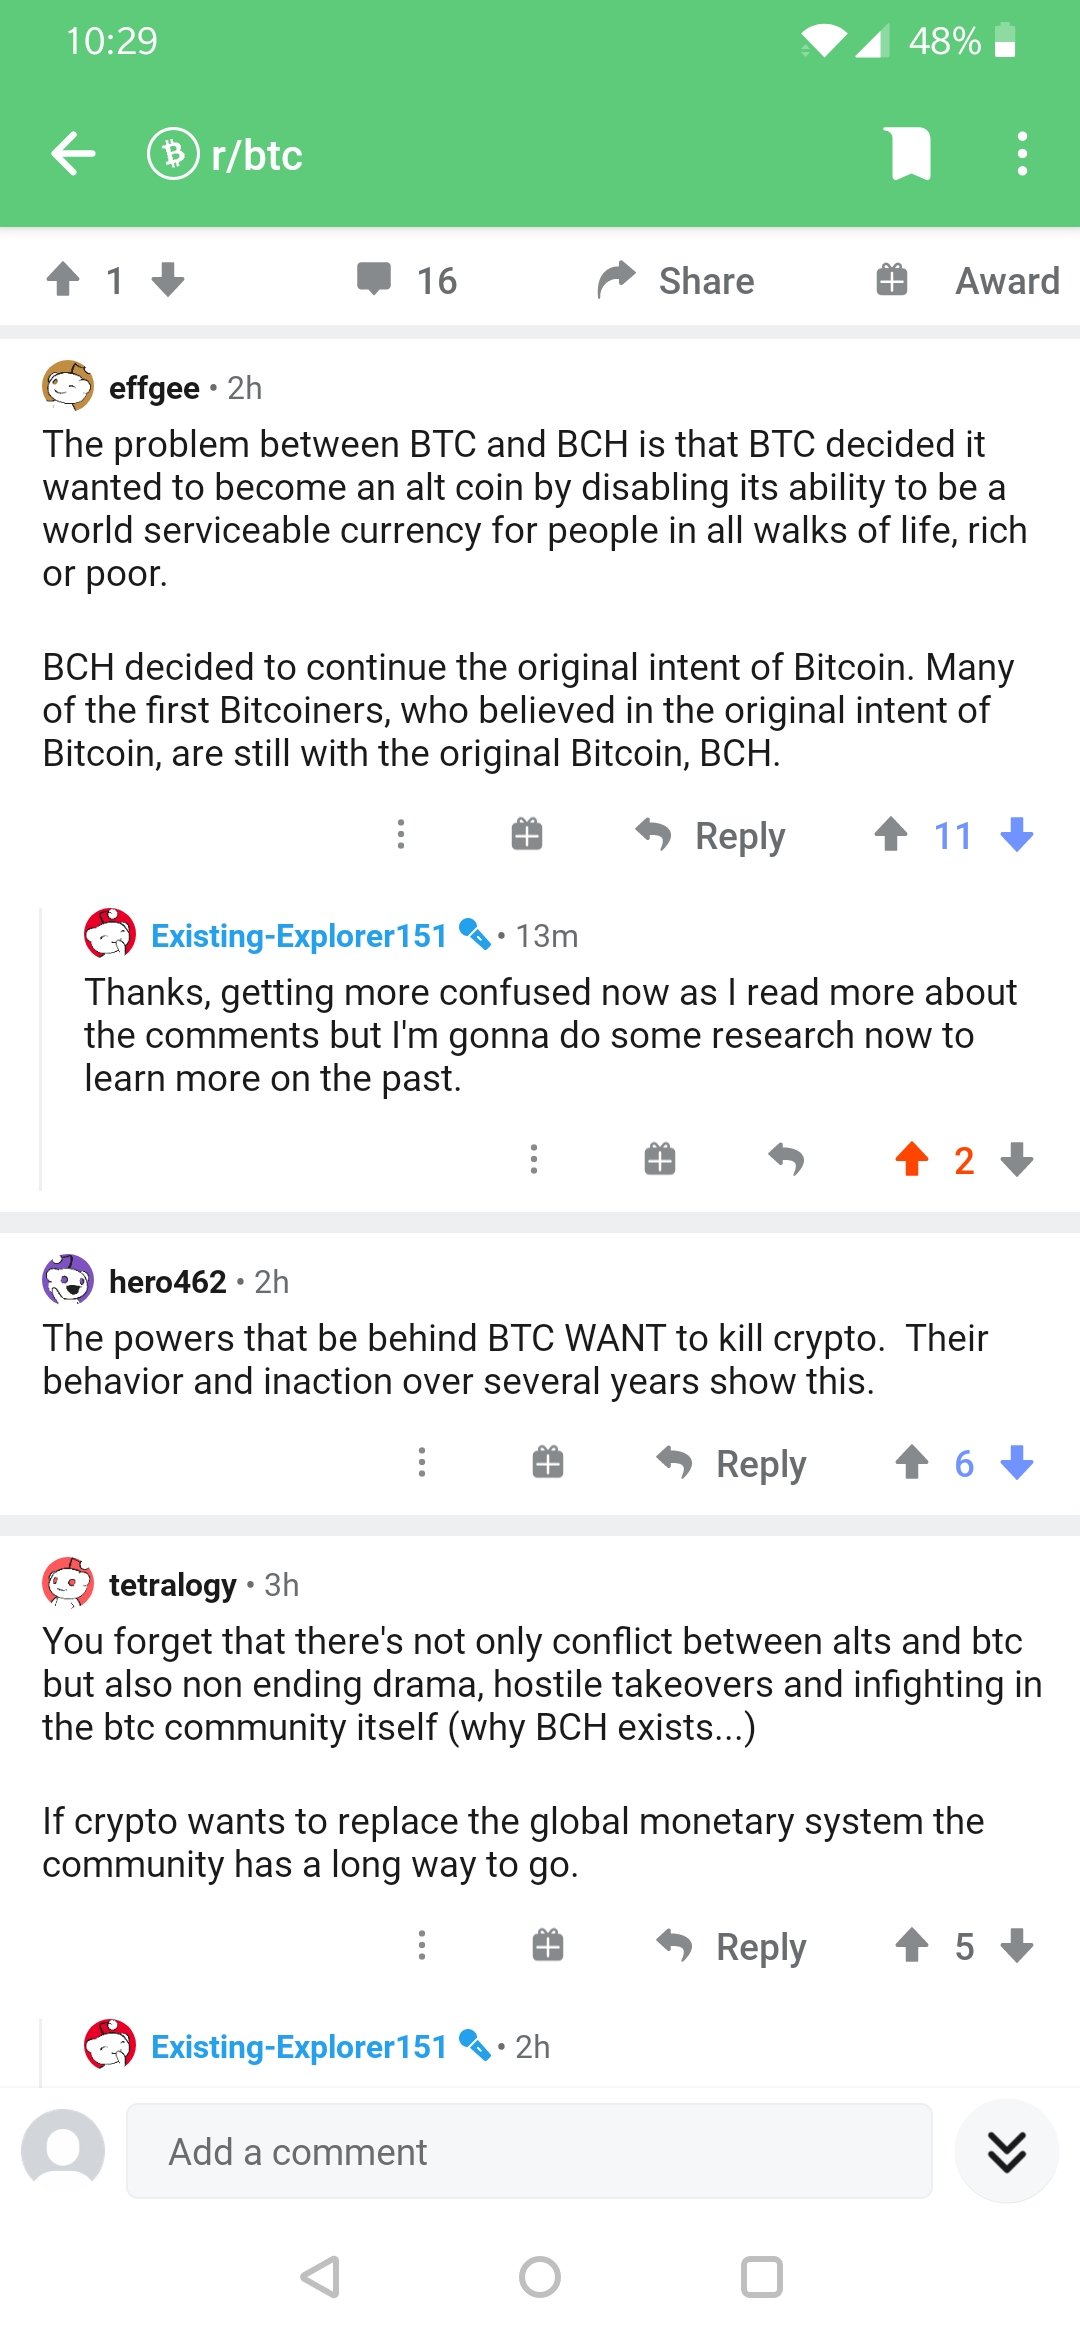 10:29
48%
r/btc
1
16
Share
Award
effgee • 2h
The problem between BTC and BCH is that BTC decided it
wanted to become an alt coin by disabling its ability to be a
world serviceable currency for people in all walks of life, rich
or poor.
BCH decided to continue the original intent of Bitcoin. Many
of the first Bitcoiners, who believed in the original intent of
Bitcoin, are still with the original Bitcoin, BCH.
Reply
11
Existing-Explorer151 • 13m
Thanks, getting more confused now as I read more about
the comments but I'm gonna do some research now to
learn more on the past.
2
hero462 • 2h
The powers that be behind BTC WANT to kill crypto.  Their
behavior and inaction over several years show this.
Reply
6
tetralogy • 3h
You forget that there's not only conflict between alts and btc
but also non ending drama, hostile takeovers and infighting in
the btc community itself (why BCH exists...)
If crypto wants to replace the global monetary system the
community has a long way to go.
Reply
5
Existing-Explorer151 • 2h
Add a comment